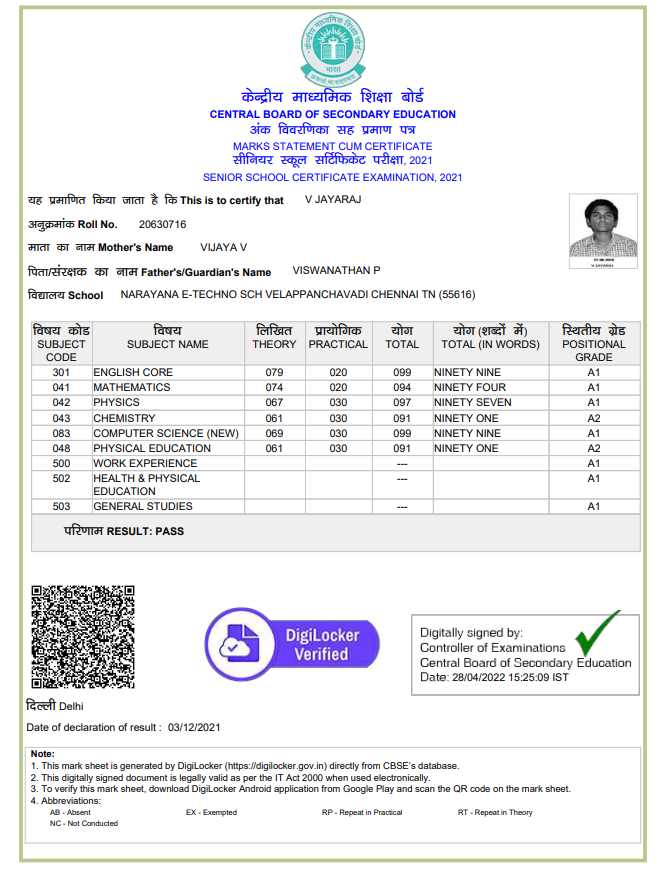 केन्द्रीय माध्यमिक शिक्षा बोर्ड
भारत
असतो मा सद्गमय
केन्द्रीय माध्यमिक शिक्षा बोर्ड
CENTRAL BOARD OF SECONDARY EDUCATION
अंक विवरणिका सह प्रमाण पत्र
MARKS STATEMENT CUM CERTIFICATE
सीनियर स्कूल सर्टिफिकेट परीक्षा, 2021
SENIOR SCHOOL CERTIFICATE EXAMINATION, 2021
यह प्रमाणित किया जाता है कि This is to certify that V JAYARAJ
अनुक्रमांक Roll No. 20630716
माता का नाम Mother's Name VIJAYA V
पिता/संरक्षक का नाम Father's/Guardian's Name VISWANATHAN P
विद्यालय School NARAYANA E-TECHNO SCH VELAPPANCHAVADI CHENNAI TN (55616)
V.JAYARAJ
विषय कोड विषय लिखित प्रायोगिक योग योग (शब्दों में) स्थितीय ग्रेड
SUBJECT SUBJECT NAME THEORY PRACTICAL TOTAL TOTAL (IN WORDS) POSITIONAL
CODE GRADE
301 ENGLISH CORE 079 020 099 NINETY NINE A1
041 MATHEMATICS 074 020 094 NINETY FOUR A1
042 PHYSICS 067 030 097 NINETY SEVEN A1
043 CHEMISTRY 061 030 091 NINETY ONE A2
083 COMPUTER SCIENCE (NEW) 069 030 099 NINETY NINE A1
048 PHYSICAL EDUCATION 061 030 091 NINETY ONE A2
500 WORK EXPERIENCE --- A1
502 HEALTH & PHYSICAL --- A1
EDUCATION
503 GENERAL STUDIES --- A1
परिणाम RESULT: PASS
DigiLocker
Verified
Digitally signed by:
Controller of Examinations
Central Board of Secondary Education
Date: 28/04/2022 15:25:09 IST
दिल्ली Delhi
Date of declaration of result : 03/12/2021
Note:
1. This mark sheet is generated by DigiLocker (https://digilocker.gov.in) directly from CBSE's database.
2. This digitally signed document is legally valid as per the IT Act 2000 when used electronically.
3. To verify this mark sheet, download DigiLocker Android application from Google Play and scan the QR code on the mark sheet.
4. Abbreviations:
AB - Absent EX - Exempted RP - Repeat in Practical RT - Repeat in Theory
NC - Not Conducted